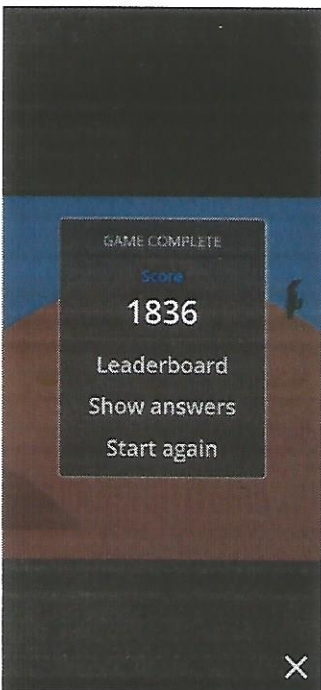 GAME COMPLETE
Score
1836
Leaderboard
Show answers
Start again